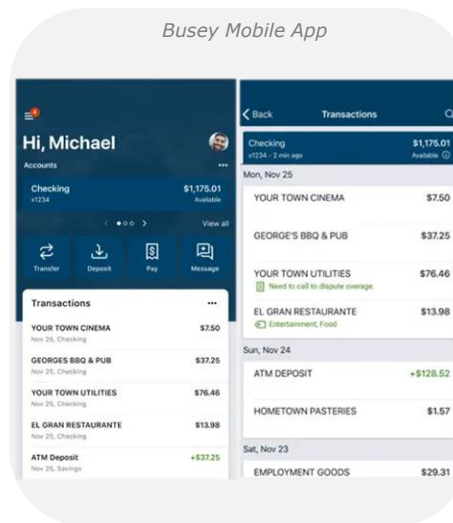 Busey Mobile App
4
Hi, Michael
Accounts
Checking
x1234
$1,175.01
Available
View all
Transfer
Deposit
Pay
Message
Transactions
YOUR TOWN CINEMA
$7.50
Nov 25, Checking
GEORGES BBQ & PUB
$37.25
Nov 25, Checking
YOUR TOWN UTILITIES
$76.46
Nov 25, Checking
EL GRAN RESTAURANTE
$13.98
Nov 25, Checking
ATM Deposit
+$37.25
Nov 25, Savings
Back
Transactions
Checking
$1,175.01
x1234 - 2 min ago
Available
Mon, Nov 25
YOUR TOWN CINEMA
$7.50
GEORGE'S BBQ & PUB
$37.25
YOUR TOWN UTILITIES
$76.46
Need to call to dispute overage.
EL GRAN RESTAURANTE
$13.98
Entertainment, Food
Sun, Nov 24
ATM DEPOSIT
+$128.52
HOMETOWN PASTERIES
$1.57
Sat, Nov 23
EMPLOYMENT GOODS
$29.31